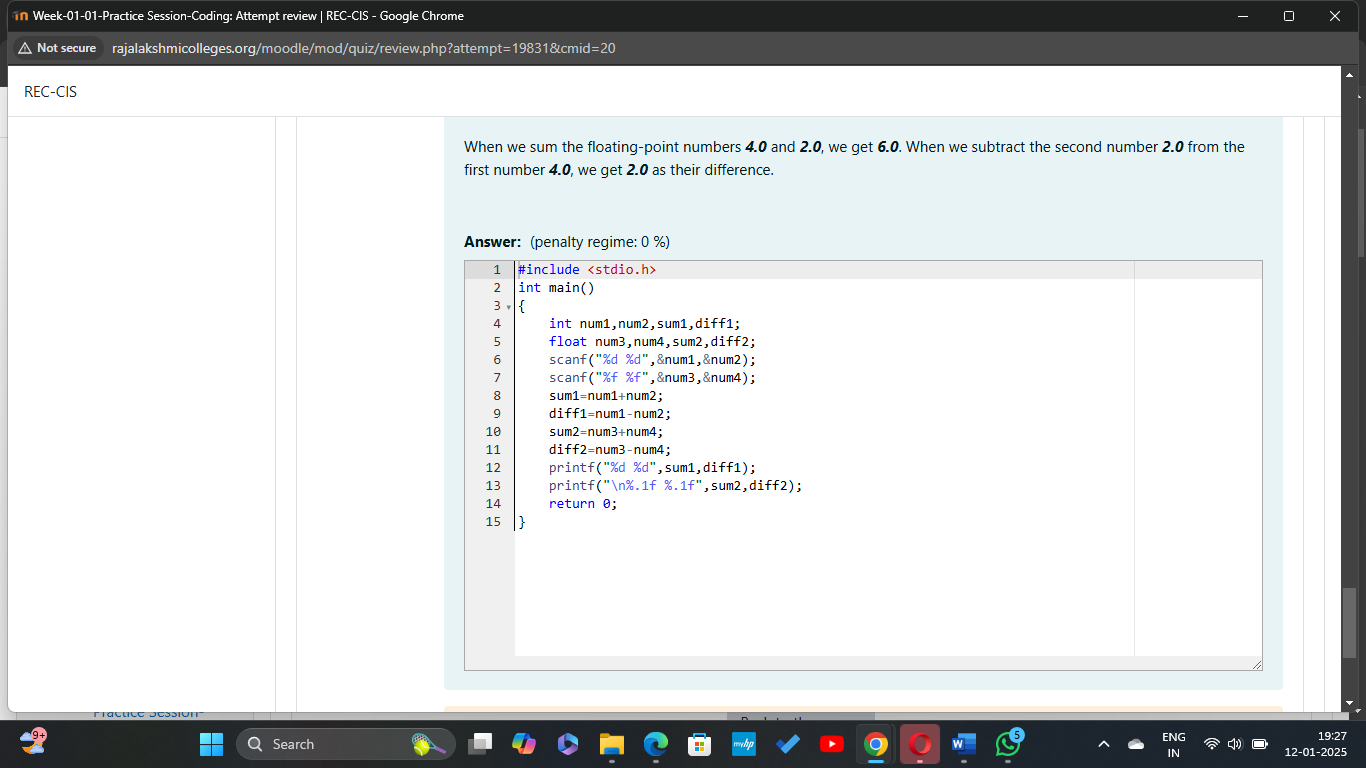 Week-01-01-Practice Session-Coding: Attempt review | REC-CIS - Google Chrome
Not secure rajalakshmicolleges.org/moodle/mod/quiz/review.php?attempt=19831&cmid=20
REC-CIS
When we sum the floating-point numbers 4.0 and 2.0, we get 6.0. When we subtract the second number 2.0 from the
first number 4.0, we get 2.0 as their difference.
Answer: (penalty regime: 0 %)
1 #include <stdio.h>
2 int main()
3 {
4 int num1,num2,sum1,diff1;
5 float num3,num4,sum2,diff2;
6 scanf("%d %d",&num1,&num2);
7 scanf("%f %f",&num3,&num4);
8 sum1=num1+num2;
9 diff1=num1-num2;
10 sum2=num3+num4;
11 diff2=num3-num4;
12 printf("%d %d",sum1,diff1);
13 printf("\n%.1f %.1f",sum2,diff2);
14 return 0;
15 }
Practice Session-
9+
Search
myhp
W
5
ENG
IN
19:27
12-01-2025